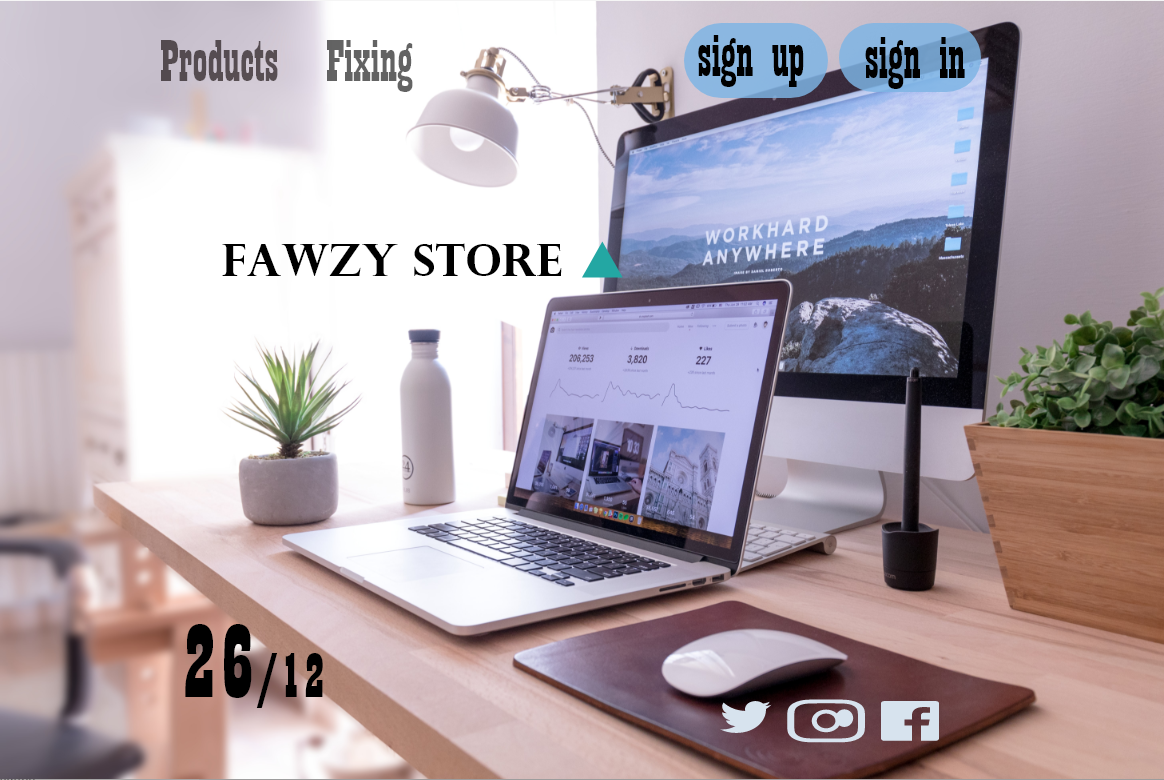 Products Fixing sign up sign in
WORKHARD
ANYWHERE
FAWZY STORE
206,253 3,820 227
26/12